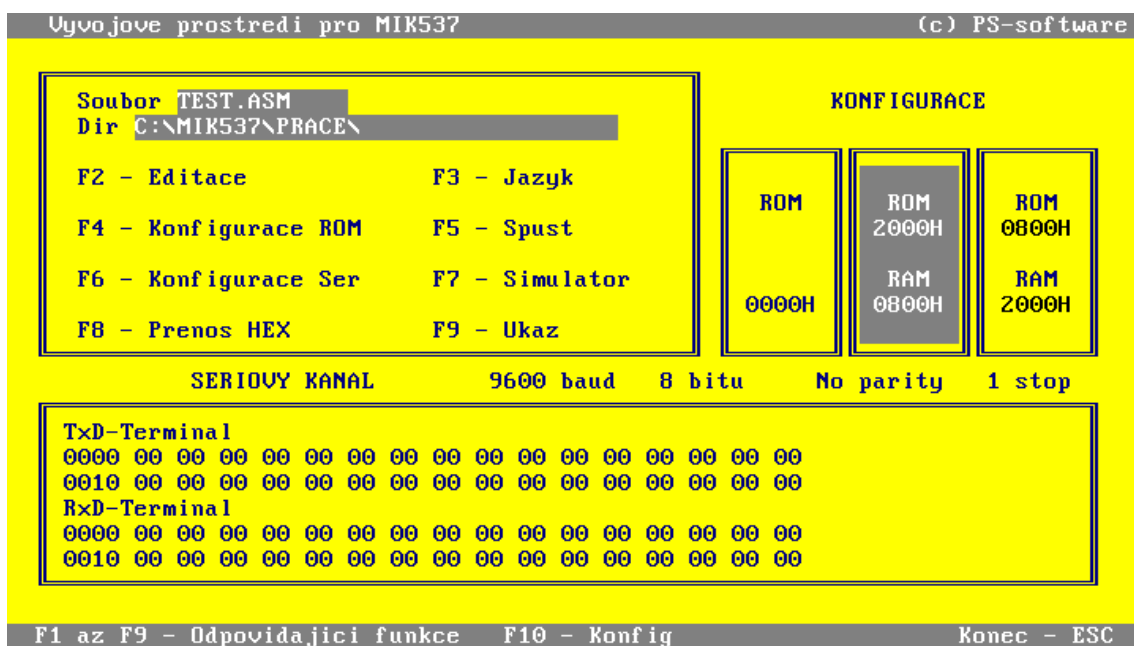 Vyvojove prostredi pro MIK537 (c) PS-software
Soubor TEST.ASM
Dir C:\MIK537\PRACE\
F2 - Editace F3 - Jazyk
F4 - Konfigurace ROM F5 - Spust
F6 - Konfigurace Ser F7 - Simulator
F8 - Prenos HEX F9 - Ukaz
KONFIGURACE
ROM ROM ROM
2000H 0800H
RAM RAM
0000H 0800H 2000H
SERIOVY KANAL 9600 baud 8 bitu No parity 1 stop
TxD-Terminal
0000 00 00 00 00 00 00 00 00 00 00 00 00 00 00 00 00
0010 00 00 00 00 00 00 00 00 00 00 00 00 00 00 00 00
RxD-Terminal
0000 00 00 00 00 00 00 00 00 00 00 00 00 00 00 00 00
0010 00 00 00 00 00 00 00 00 00 00 00 00 00 00 00 00
F1 az F9 - Odpovidajici funkce F10 - Konfig Konec - ESC